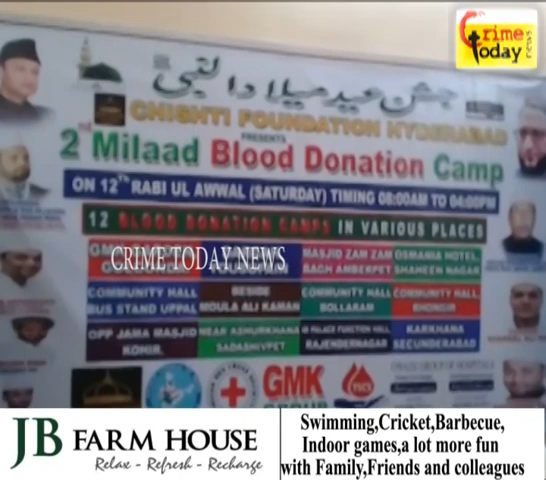 Crime
Today
news
جشن عید میلاد النبی
CHISHTI FOUNDATION HYDERABAD
PRESENTS
2nd Milaad Blood Donation Camp
ON 12TH RABI UL AWWAL (SATURDAY) TIMING 08:00AM TO 04:00PM
12 BLOOD DONATION CAMPS IN VARIOUS PLACES
MASJID ZAM ZAM OSMANIA HOTEL,
CRIME TODAY NEWS
BAGH AMBERPET SHAHEEN NAGAR
COMMUNITY HALL BESIDE COMMUNITY HALL COMMUNITY HALL,
BUS STAND UPPAL MOULA ALI KAMAN BOLLARAM BHONGIR
OPP JAMA MASJID NEAR ASHURKHANA PALACE FUNCTION HALL, KARKHANA
KOHIR. SADASHIVPET RAJENDERNAGAR SECUNDERABAD
GMK
GROUP
JB FARM HOUSE
Relax - Refresh - Recharge
Swimming,Cricket,Barbecue,
Indoor games,a lot more fun
with Family,Friends and colleagues